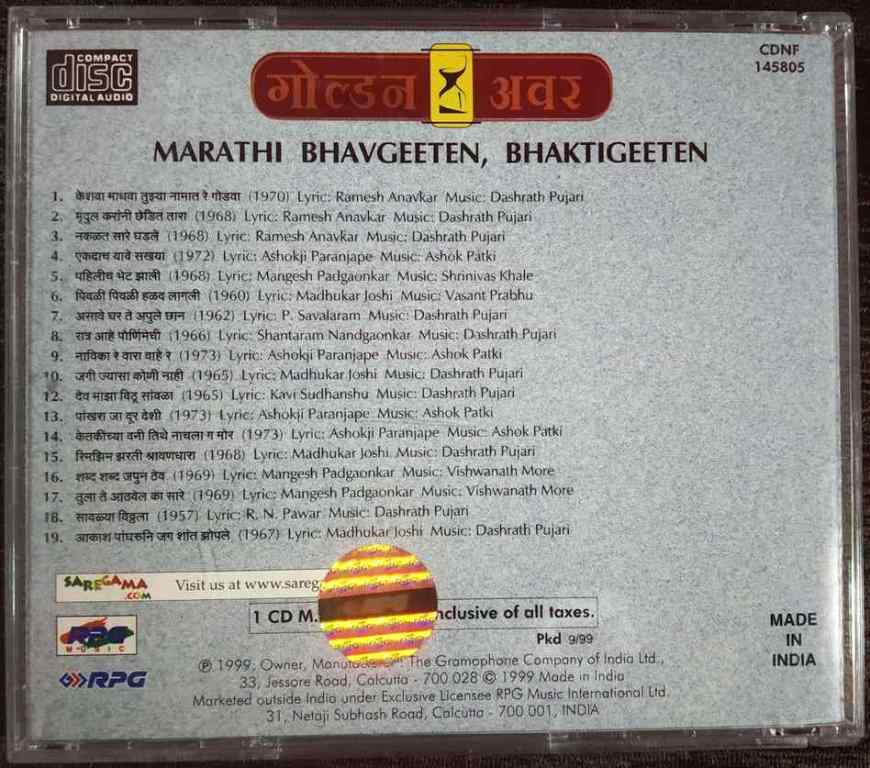 COMPACT
disc
DIGITAL AUDIO
गोल्डन अवर
CDNF
145805
MARATHI BHAVGEETEN, BHAKTIGEETEN
1. केशवा माधवा तुझ्या नामात रे गोडवा (1970) Lyric: Ramesh Anavkar Music: Dashrath Pujari
2. मृदुल करांनी छेडित तारा (1968) Lyric: Ramesh Anavkar Music: Dashrath Pujari
3. नकळत सारे घडले (1968) Lyric: Ramesh Anavkar Music: Dashrath Pujari
4. एकदाच यावे सखया (1972) Lyric: Ashokji Paranjape Music: Ashok Patki
5. पहिलीच भेट झाली (1968) Lyric: Mangesh Padgaonkar Music: Shrinivas Khale
6. पिवळी पिवळी हळद लागली (1960) Lyric: Madhukar Joshi Music: Vasant Prabhu
7. असावे घर ते अपुले छान (1962) Lyric: P. Savalaram Music: Dashrath Pujari
8. रात्र आहे पोर्णिमेची (1966) Lyric: Shantaram Nandgaonkar Music: Dashrath Pujari
9. नाविका रे वारा वाहे रे (1973) Lyric: Ashokji Paranjape Music: Ashok Patki
10. जगी ज्यासा कोणी नाही (1965) Lyric: Madhukar Joshi Music: Dashrath Pujari
12. देव माझा विठू सांवळा (1965) Lyric: Kavi Sudhanshu Music: Dashrath Pujari
13. पांखरा जा दूर देशी (1973) Lyric: Ashokji Paranjape Music: Ashok Patki
14. केतकीच्या वनी तिथे नाचला ग मोर (1973) Lyric: Ashokji Paranjape Music: Ashok Patki
15. रिमझिम झरती श्रावणधारा (1968) Lyric: Madhukar Joshi Music: Dashrath Pujari
16. शब्द शब्द जपुन ठेव (1969) Lyric: Mangesh Padgaonkar Music: Vishwanath More
17. तुला ते आठवेल का सारे (1969) Lyric: Mangesh Padgaonkar Music: Vishwanath More
18. सावळ्या विठ्ठला (1957) Lyric: R. N. Pawar Music: Dashrath Pujari
19. आकाश पांघरुनि जग शांत झोपले (1967) Lyric: Madhukar Joshi Music: Dashrath Pujari
SAREGAMA
.COM
Visit us at www.sareg
1 CD M. nclusive of all taxes.
Pkd 9/99
RPG
MUSIC
RPG
MADE
IN
INDIA
℗ 1999, Owner, Manufacturer: The Gramophone Company of India Ltd.,
33, Jessore Road, Calcutta - 700 028 © 1999 Made in India
Marketed outside India under Exclusive Licensee RPG Music International Ltd.
31, Netaji Subhash Road, Calcutta - 700 001, INDIA